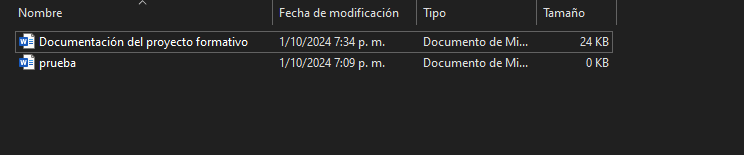 Nombre Fecha de modificación Tipo Tamaño
Documentación del proyecto formativo 1/10/2024 7:34 p. m. Documento de Mi... 24 KB
prueba 1/10/2024 7:09 p. m. Documento de Mi... 0 KB